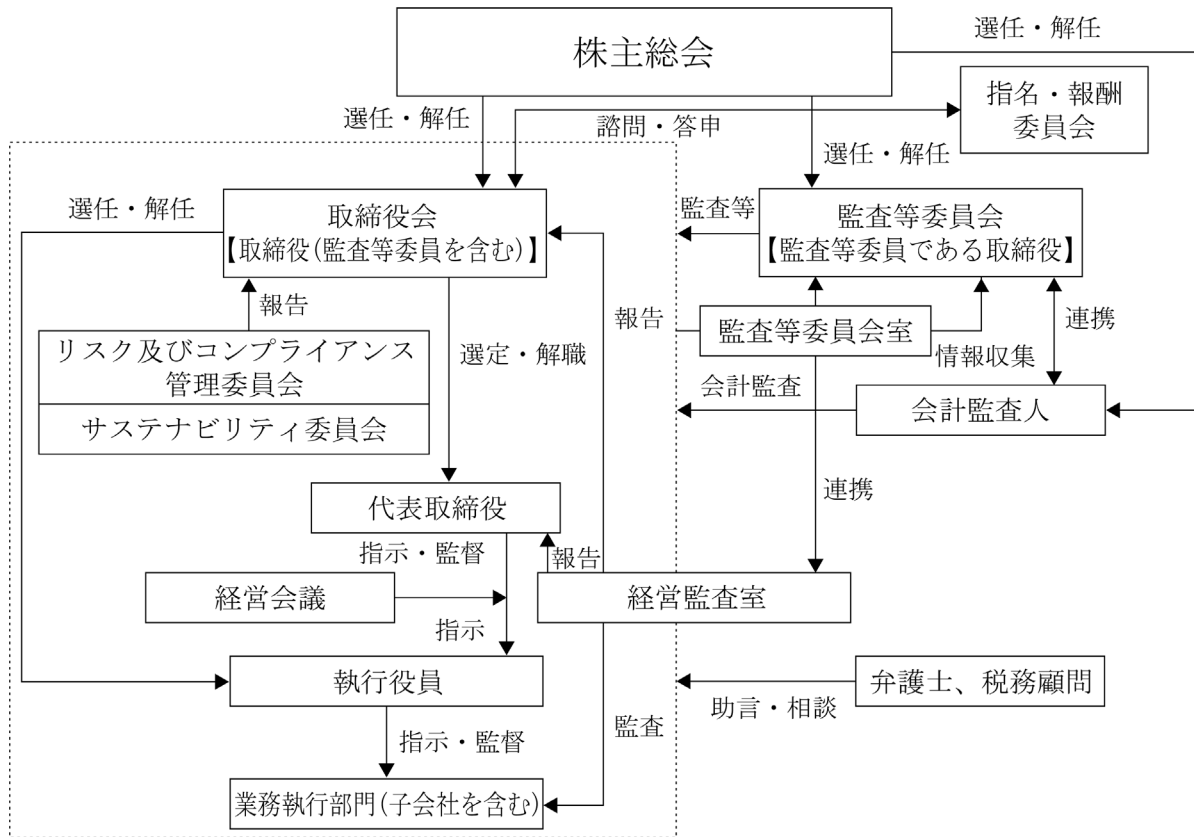 株主総会
選任・解任
指名・報酬
委員会
選任・解任
諮問・答申
選任・解任
選任・解任
取締役会
【取締役(監査等委員を含む)】
監査等
監査等委員会
【監査等委員である取締役】
報告
リスク及びコンプライアンス
管理委員会
サステナビリティ委員会
選定・解職
報告
監査等委員会室
連携
情報収集
会計監査
会計監査人
連携
代表取締役
指示・監督
報告
経営会議
経営監査室
指示
執行役員
弁護士、税務顧問
助言・相談
監査
指示・監督
業務執行部門(子会社を含む)